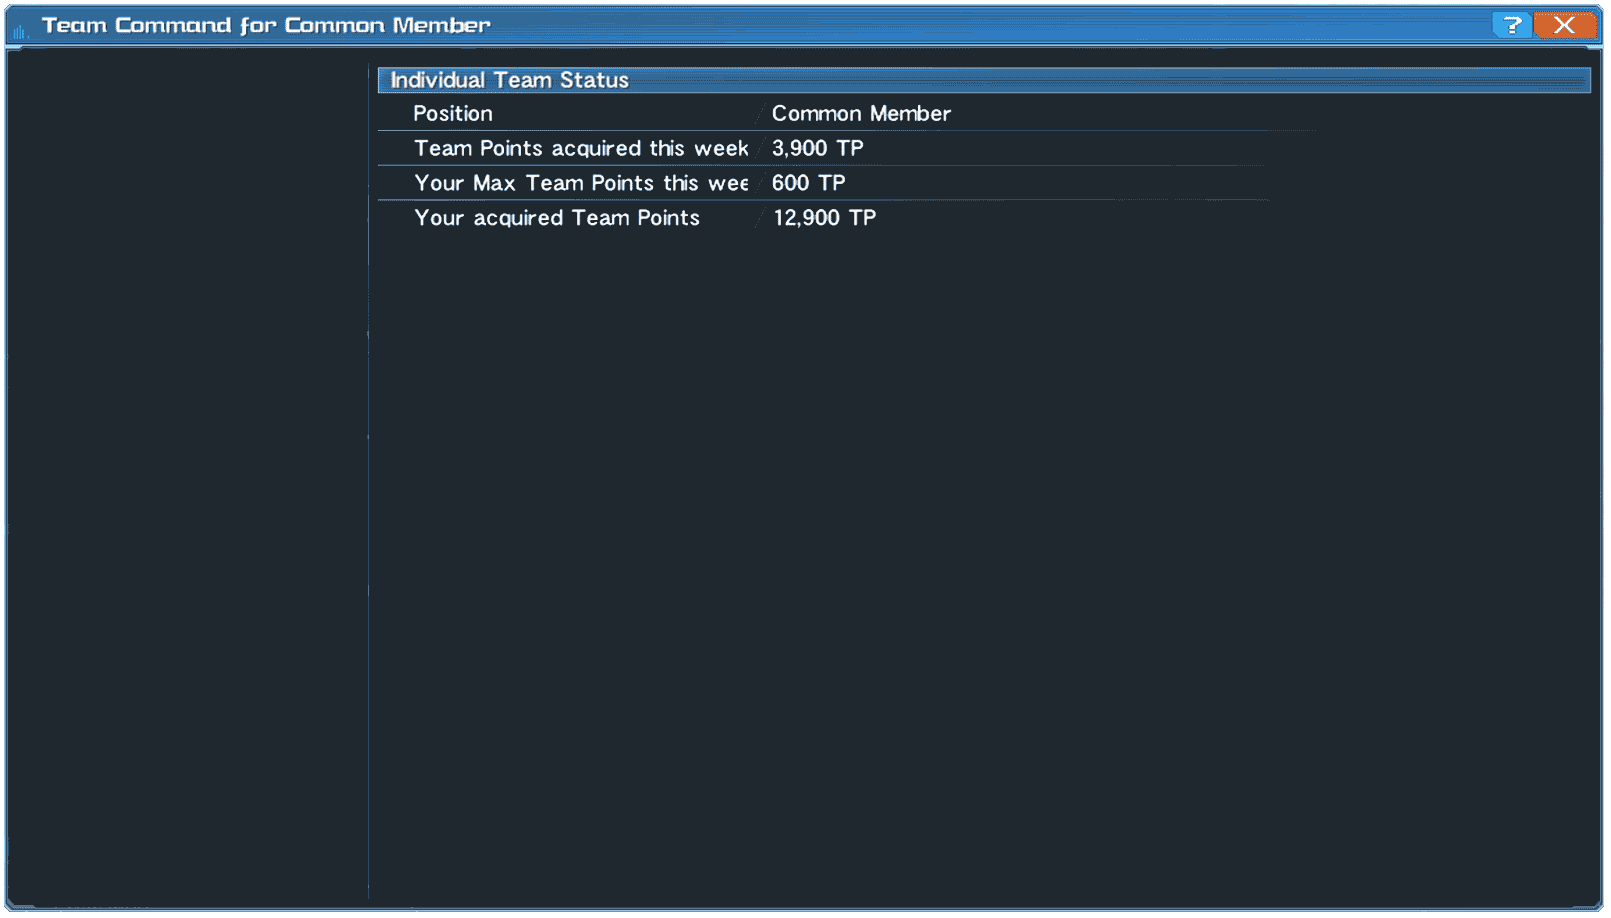 Team Command for Common Member
?
Individual Team Status
Position / Common Member
Team Points acquired this week / 3,900 TP
Your Max Team Points this wee / 600 TP
Your acquired Team Points / 12,900 TP